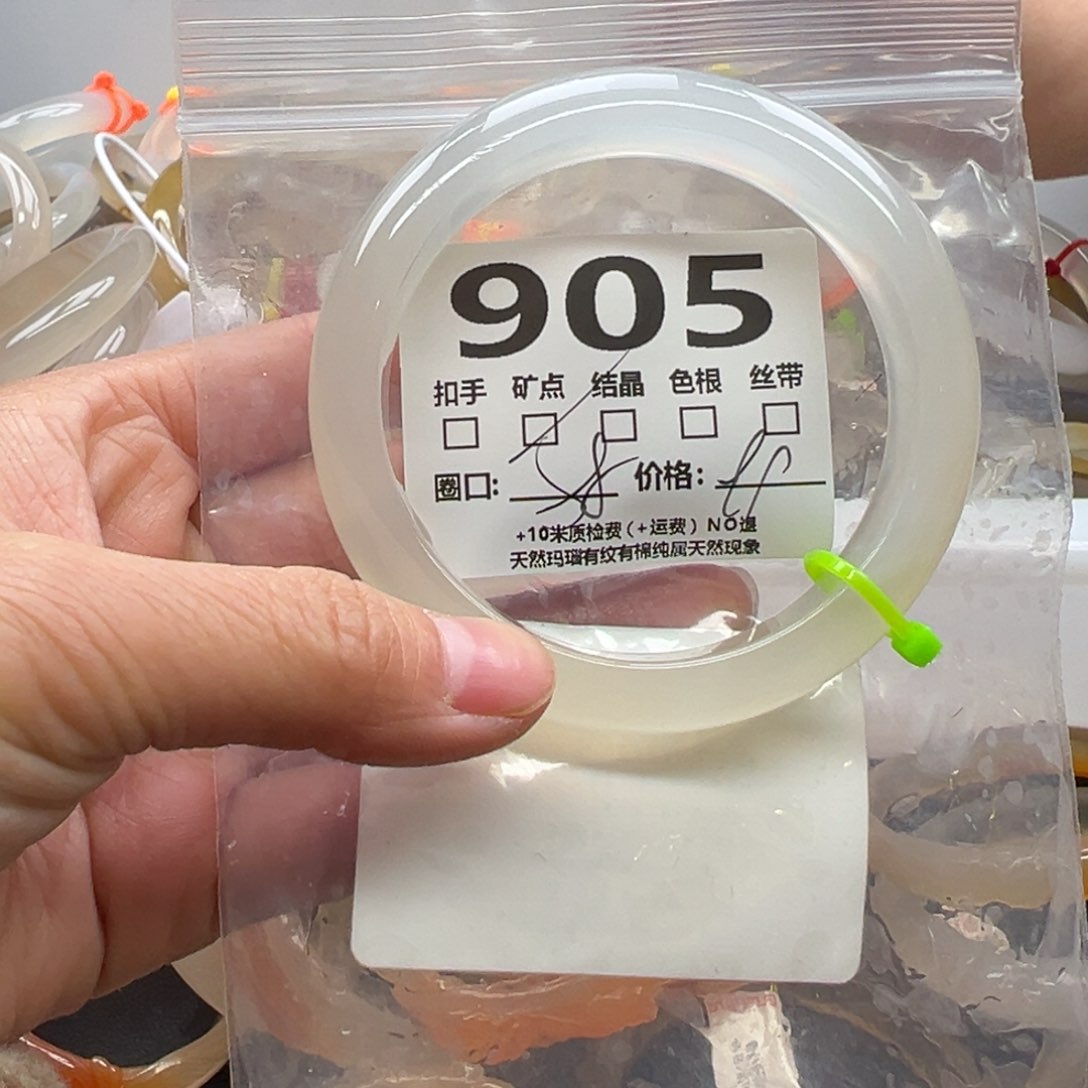 905
扣手 矿点 结晶 色根 丝带
圈口: 58 价格:
+10米质检费(+运费) NO退
天然玛瑙有纹有棉纯属天然现象